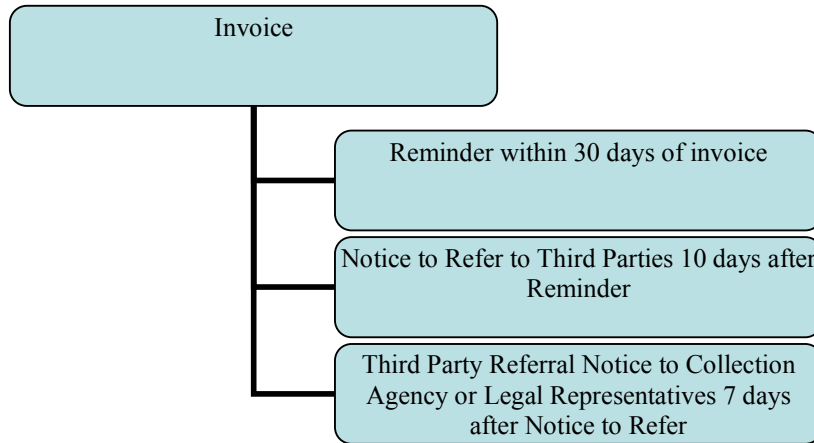 Invoice
Reminder within 30 days of invoice
Notice to Refer to Third Parties 10 days after
Reminder
Third Party Referral Notice to Collection
Agency or Legal Representatives 7 days
after Notice to Refer